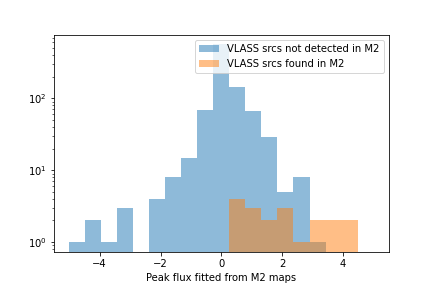 VLASS srcs not detected in M2
VLASS srcs found in M2
10²
10¹
10⁰
−4 −2 0 2 4
Peak flux fitted from M2 maps